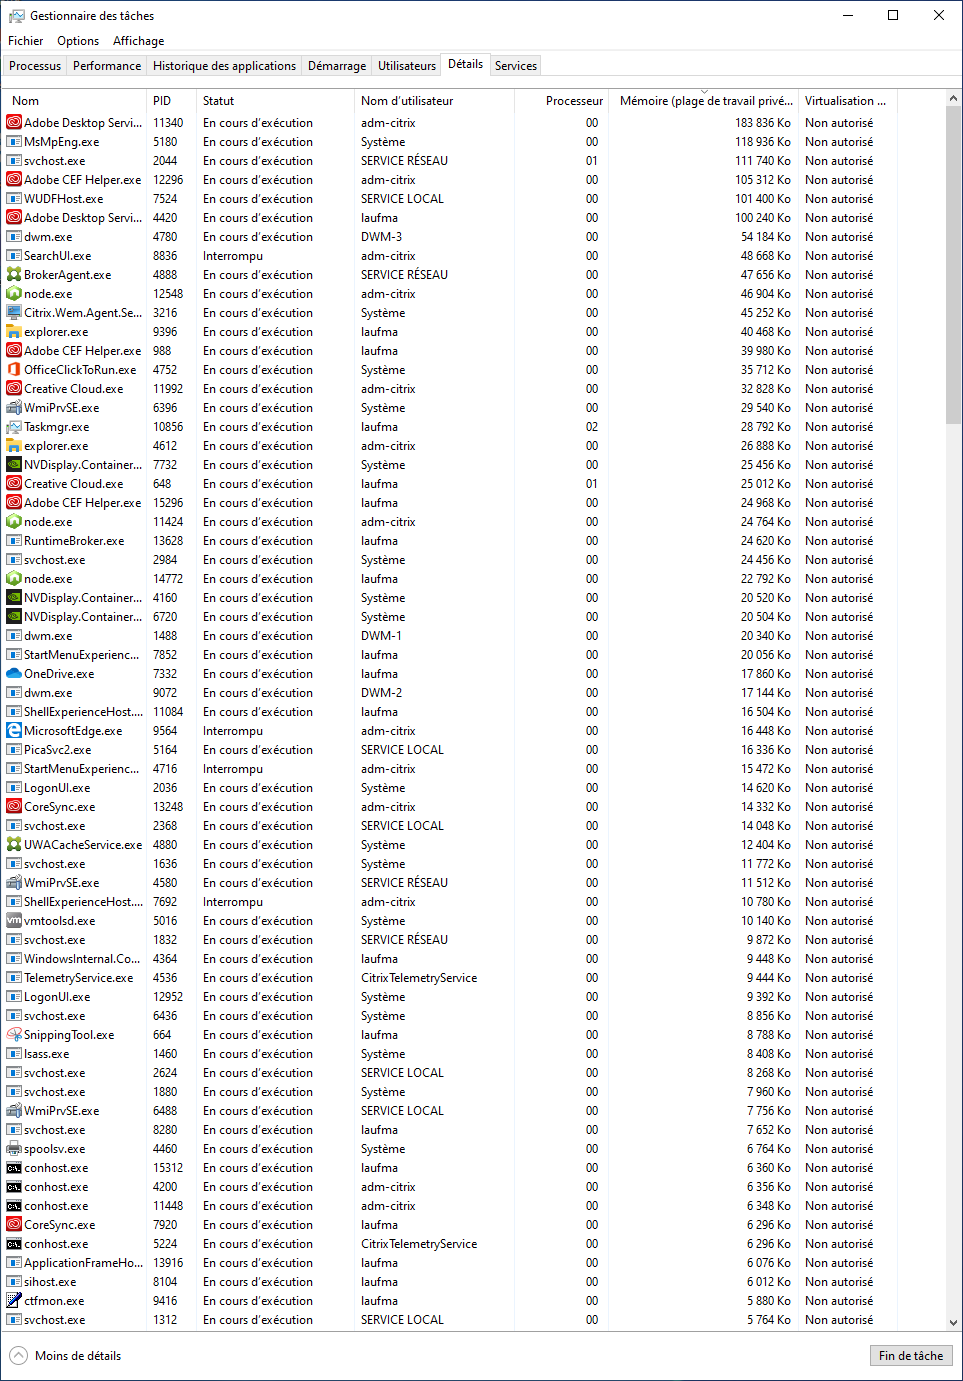 Gestionnaire des tâches
Fichier Options Affichage
Processus Performance Historique des applications Démarrage Utilisateurs Détails Services
Nom PID Statut Nom d'utilisateur Processeur Mémoire (plage de travail privé... Virtualisation ...
Adobe Desktop Servi... 11340 En cours d'exécution adm-citrix 00 183 836 Ko Non autorisé
MsMpEng.exe 5180 En cours d'exécution Système 00 118 936 Ko Non autorisé
svchost.exe 2044 En cours d'exécution SERVICE RÉSEAU 01 111 740 Ko Non autorisé
Adobe CEF Helper.exe 12296 En cours d'exécution adm-citrix 00 105 312 Ko Non autorisé
WUDFHost.exe 7524 En cours d'exécution SERVICE LOCAL 00 101 400 Ko Non autorisé
Adobe Desktop Servi... 4420 En cours d'exécution laufma 00 100 240 Ko Non autorisé
dwm.exe 4780 En cours d'exécution DWM-3 00 54 184 Ko Non autorisé
SearchUI.exe 8836 Interrompu adm-citrix 00 48 668 Ko Non autorisé
BrokerAgent.exe 4888 En cours d'exécution SERVICE RÉSEAU 00 47 656 Ko Non autorisé
node.exe 12548 En cours d'exécution adm-citrix 00 46 904 Ko Non autorisé
Citrix.Wem.Agent.Se... 3216 En cours d'exécution Système 00 45 252 Ko Non autorisé
explorer.exe 9396 En cours d'exécution laufma 00 40 468 Ko Non autorisé
Adobe CEF Helper.exe 988 En cours d'exécution laufma 00 39 980 Ko Non autorisé
OfficeClickToRun.exe 4752 En cours d'exécution Système 00 35 712 Ko Non autorisé
Creative Cloud.exe 11992 En cours d'exécution adm-citrix 00 32 828 Ko Non autorisé
WmiPrvSE.exe 6396 En cours d'exécution Système 00 29 540 Ko Non autorisé
Taskmgr.exe 10856 En cours d'exécution laufma 02 28 792 Ko Non autorisé
explorer.exe 4612 En cours d'exécution adm-citrix 00 26 888 Ko Non autorisé
NVDisplay.Container... 7732 En cours d'exécution Système 00 25 456 Ko Non autorisé
Creative Cloud.exe 648 En cours d'exécution laufma 01 25 012 Ko Non autorisé
Adobe CEF Helper.exe 15296 En cours d'exécution laufma 00 24 968 Ko Non autorisé
node.exe 11424 En cours d'exécution adm-citrix 00 24 764 Ko Non autorisé
RuntimeBroker.exe 13628 En cours d'exécution laufma 00 24 620 Ko Non autorisé
svchost.exe 2984 En cours d'exécution Système 00 24 456 Ko Non autorisé
node.exe 14772 En cours d'exécution laufma 00 22 792 Ko Non autorisé
NVDisplay.Container... 4160 En cours d'exécution Système 00 20 520 Ko Non autorisé
NVDisplay.Container... 6720 En cours d'exécution Système 00 20 504 Ko Non autorisé
dwm.exe 1488 En cours d'exécution DWM-1 00 20 340 Ko Non autorisé
StartMenuExperienc... 7852 En cours d'exécution laufma 00 20 056 Ko Non autorisé
OneDrive.exe 7332 En cours d'exécution laufma 00 17 860 Ko Non autorisé
dwm.exe 9072 En cours d'exécution DWM-2 00 17 144 Ko Non autorisé
ShellExperienceHost.... 11084 En cours d'exécution laufma 00 16 504 Ko Non autorisé
MicrosoftEdge.exe 9564 Interrompu adm-citrix 00 16 448 Ko Non autorisé
PicaSvc2.exe 5164 En cours d'exécution SERVICE LOCAL 00 16 336 Ko Non autorisé
StartMenuExperienc... 4716 Interrompu adm-citrix 00 15 472 Ko Non autorisé
LogonUI.exe 2036 En cours d'exécution Système 00 14 620 Ko Non autorisé
CoreSync.exe 13248 En cours d'exécution adm-citrix 00 14 332 Ko Non autorisé
svchost.exe 2368 En cours d'exécution SERVICE LOCAL 00 14 048 Ko Non autorisé
UWACacheService.exe 4880 En cours d'exécution Système 00 12 404 Ko Non autorisé
svchost.exe 1636 En cours d'exécution Système 00 11 772 Ko Non autorisé
WmiPrvSE.exe 4580 En cours d'exécution SERVICE RÉSEAU 00 11 512 Ko Non autorisé
ShellExperienceHost.... 7692 Interrompu adm-citrix 00 10 780 Ko Non autorisé
vm vmtoolsd.exe 5016 En cours d'exécution Système 00 10 140 Ko Non autorisé
svchost.exe 1832 En cours d'exécution SERVICE RÉSEAU 00 9 872 Ko Non autorisé
WindowsInternal.Co... 4364 En cours d'exécution laufma 00 9 448 Ko Non autorisé
TelemetryService.exe 4536 En cours d'exécution CitrixTelemetryService 00 9 444 Ko Non autorisé
LogonUI.exe 12952 En cours d'exécution Système 00 9 392 Ko Non autorisé
svchost.exe 6436 En cours d'exécution Système 00 8 856 Ko Non autorisé
SnippingTool.exe 664 En cours d'exécution laufma 00 8 788 Ko Non autorisé
lsass.exe 1460 En cours d'exécution Système 00 8 408 Ko Non autorisé
svchost.exe 2624 En cours d'exécution SERVICE LOCAL 00 8 268 Ko Non autorisé
svchost.exe 1880 En cours d'exécution Système 00 7 960 Ko Non autorisé
WmiPrvSE.exe 6488 En cours d'exécution SERVICE LOCAL 00 7 756 Ko Non autorisé
svchost.exe 8280 En cours d'exécution laufma 00 7 652 Ko Non autorisé
spoolsv.exe 4460 En cours d'exécution Système 00 6 764 Ko Non autorisé
conhost.exe 15312 En cours d'exécution laufma 00 6 360 Ko Non autorisé
conhost.exe 4200 En cours d'exécution adm-citrix 00 6 356 Ko Non autorisé
conhost.exe 11448 En cours d'exécution adm-citrix 00 6 348 Ko Non autorisé
CoreSync.exe 7920 En cours d'exécution laufma 00 6 296 Ko Non autorisé
conhost.exe 5224 En cours d'exécution CitrixTelemetryService 00 6 296 Ko Non autorisé
ApplicationFrameHo... 13916 En cours d'exécution laufma 00 6 076 Ko Non autorisé
sihost.exe 8104 En cours d'exécution laufma 00 6 012 Ko Non autorisé
ctfmon.exe 9416 En cours d'exécution laufma 00 5 880 Ko Non autorisé
svchost.exe 1312 En cours d'exécution SERVICE LOCAL 00 5 764 Ko Non autorisé
Moins de détails Fin de tâche